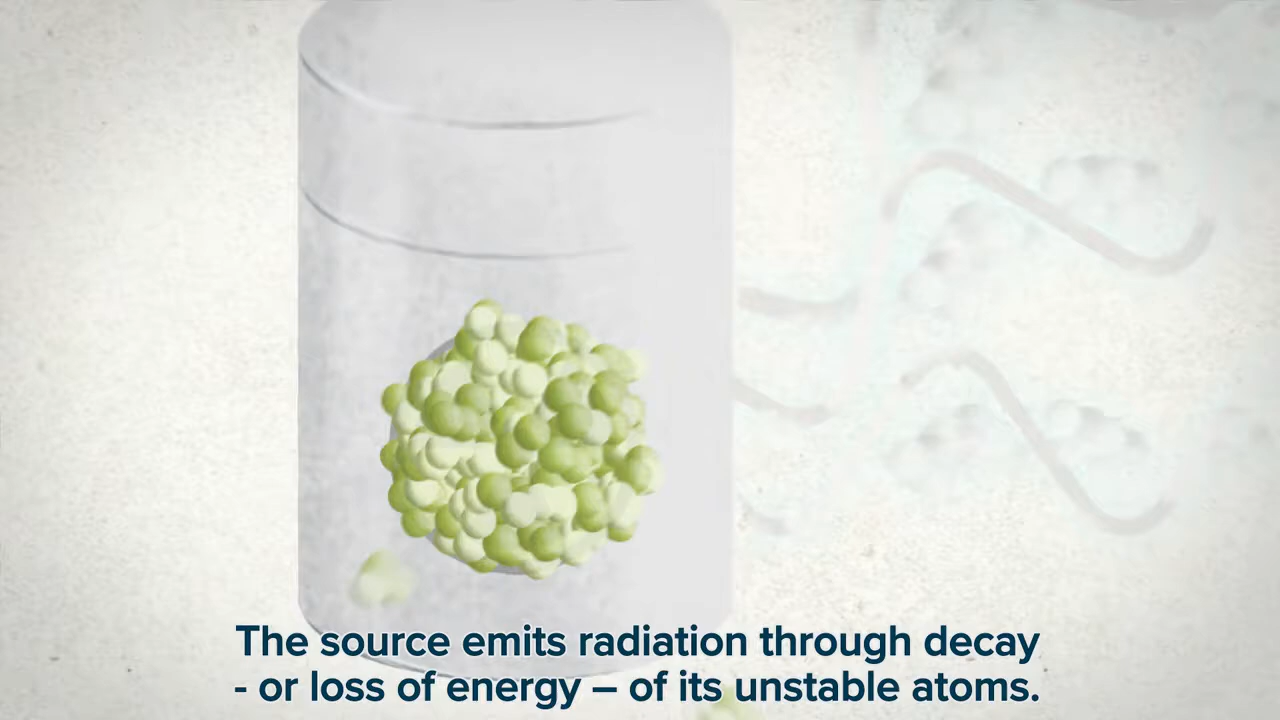 The source emits radiation through decay
- or loss of energy – of its unstable atoms.